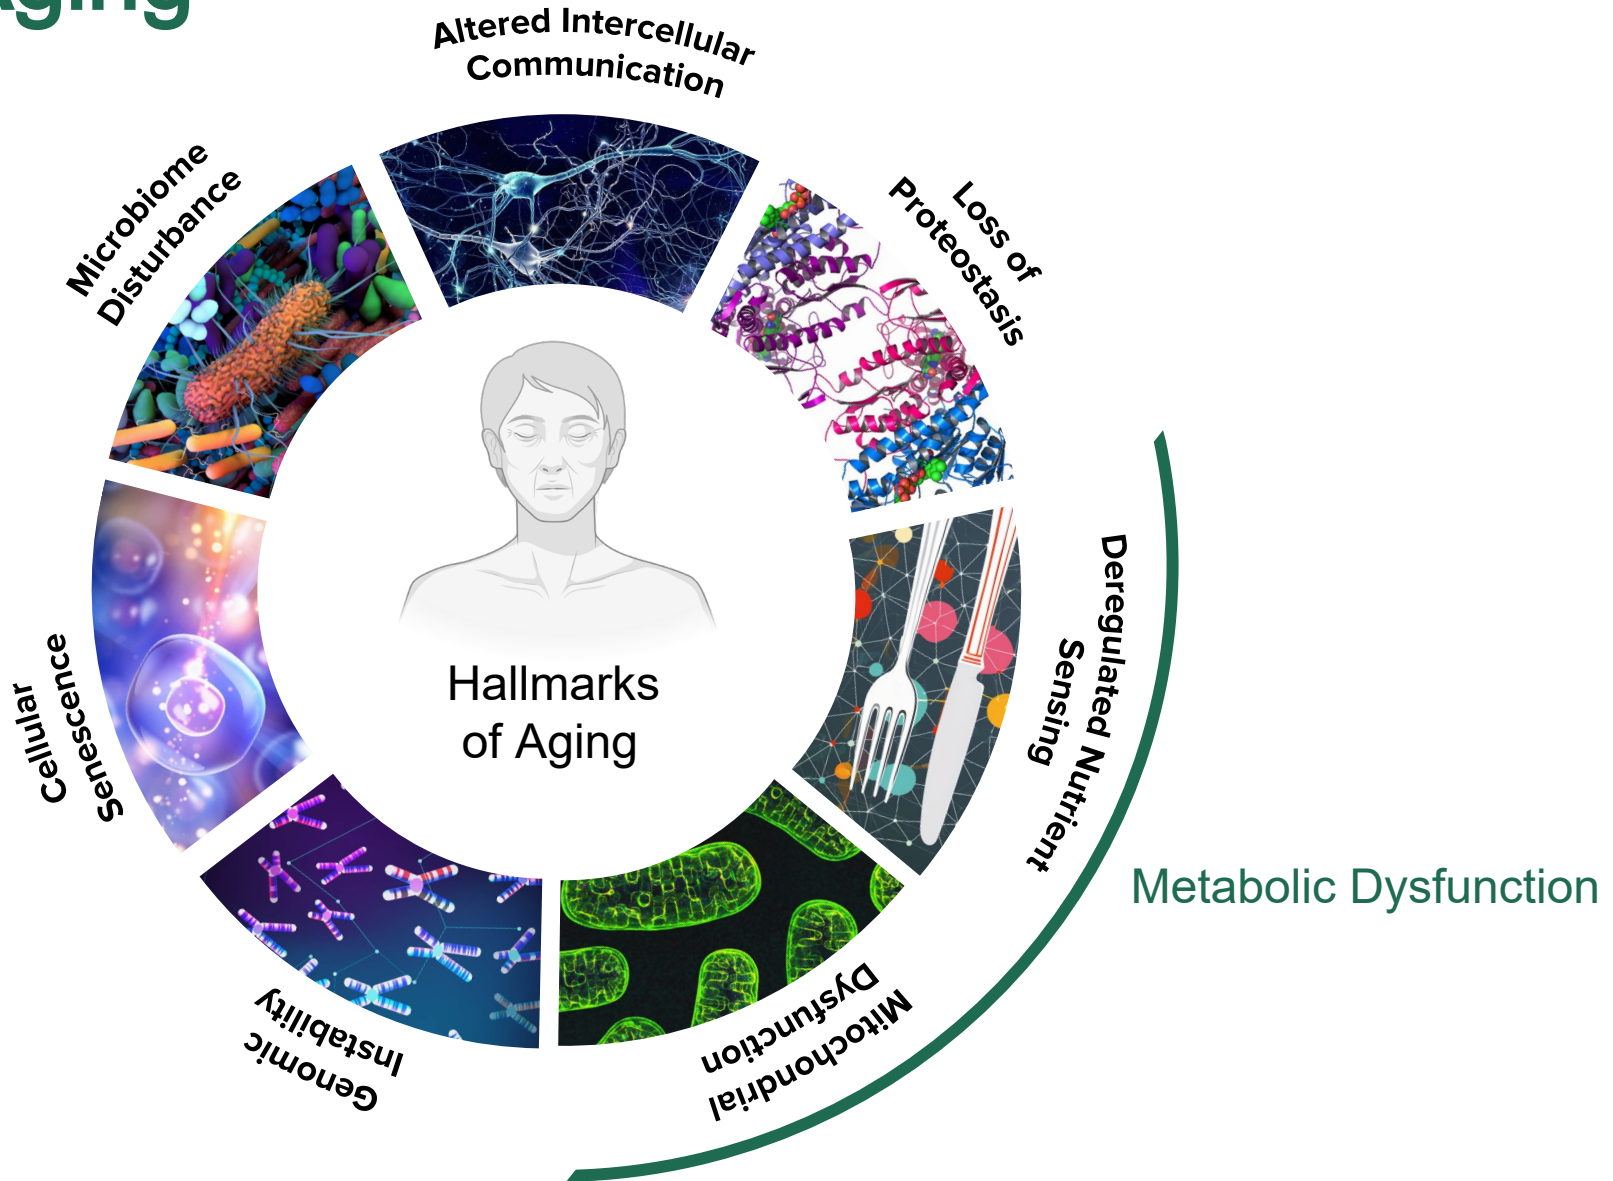 Aging
Altered Intercellular
Communication
Loss of
Proteostasis
Deregulated Nutrient
Sensing
Mitochondrial
Dysfunction
Genomic
Instability
Cellular
Senescence
Microbiome
Disturbance
Hallmarks
of Aging
Metabolic Dysfunction